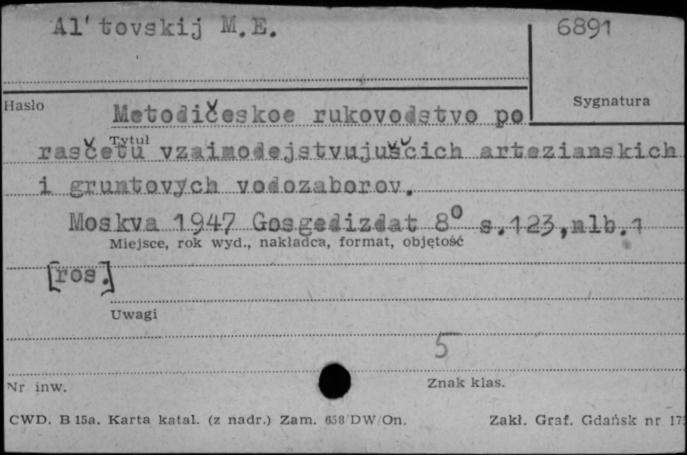 Al'tovskij M.E.
6891
Hasło
Sygnatura
Metodičeskoe rukovodstvo po
Tytuł
rasčetu vzaimodejstvujuščich artezianskich
i gruntovych vodozaborov.
Moskva 1947 Gosgedizdat 8° s.123,nlb.1
Miejsce, rok wyd., nakładca, format, objętość
[ros.]
Uwagi
5
Nr inw.
Znak klas.
CWD. B 15a. Karta katal. (z nadr.) Zam. 658/DW/On.
Zakł. Graf. Gdańsk nr